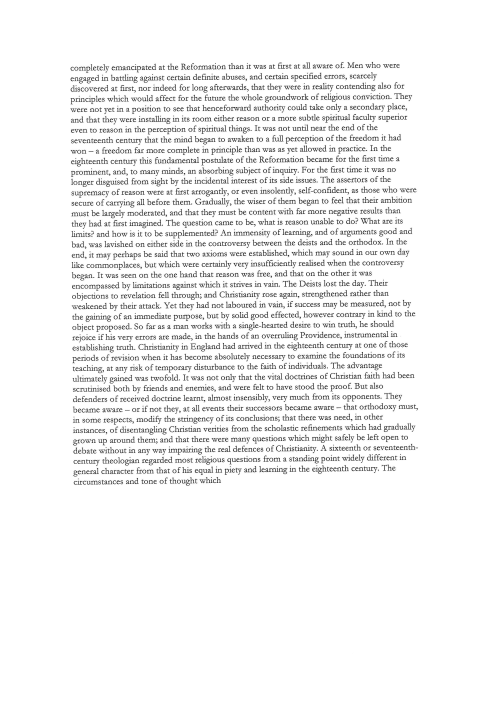 completely emancipated at the Reformation than it was at first at all aware of. Men who were
engaged in battling against certain definite abuses, and certain specified errors, scarcely
discovered at first, nor indeed for long afterwards, that they were in reality contending also for
principles which would affect for the future the whole groundwork of religious conviction. They
were not yet in a position to see that henceforward authority could take only a secondary place,
and that they were installing in its room either reason or a more subtle spiritual faculty superior
even to reason in the perception of spiritual things. It was not until near the end of the
seventeenth century that the mind began to awaken to a full perception of the freedom it had
won – a freedom far more complete in principle than was as yet allowed in practice. In the
eighteenth century this fundamental postulate of the Reformation became for the first time a
prominent, and, to many minds, an absorbing subject of inquiry. For the first time it was no
longer disguised from sight by the incidental interest of its side issues. The assertors of the
supremacy of reason were at first arrogantly, or even insolently, self-confident, as those who were
secure of carrying all before them. Gradually, the wiser of them began to feel that their ambition
must be largely moderated, and that they must be content with far more negative results than
they had at first imagined. The question came to be, what is reason unable to do? What are its
limits? and how is it to be supplemented? An immensity of learning, and of arguments good and
bad, was lavished on either side in the controversy between the deists and the orthodox. In the
end, it may perhaps be said that two axioms were established, which may sound in our own day
like commonplaces, but which were certainly very insufficiently realised when the controversy
began. It was seen on the one hand that reason was free, and that on the other it was
encompassed by limitations against which it strives in vain. The Deists lost the day. Their
objections to revelation fell through; and Christianity rose again, strengthened rather than
weakened by their attack. Yet they had not laboured in vain, if success may be measured, not by
the gaining of an immediate purpose, but by solid good effected, however contrary in kind to the
object proposed. So far as a man works with a single-hearted desire to win truth, he should
rejoice if his very errors are made, in the hands of an overruling Providence, instrumental in
establishing truth. Christianity in England had arrived in the eighteenth century at one of those
periods of revision when it has become absolutely necessary to examine the foundations of its
teaching, at any risk of temporary disturbance to the faith of individuals. The advantage
ultimately gained was twofold. It was not only that the vital doctrines of Christian faith had been
scrutinised both by friends and enemies, and were felt to have stood the proof. But also
defenders of received doctrine learnt, almost insensibly, very much from its opponents. They
became aware – or if not they, at all events their successors became aware – that orthodoxy must,
in some respects, modify the stringency of its conclusions; that there was need, in other
instances, of disentangling Christian verities from the scholastic refinements which had gradually
grown up around them; and that there were many questions which might safely be left open to
debate without in any way impairing the real defences of Christianity. A sixteenth or seventeenth-
century theologian regarded most religious questions from a standing point widely different in
general character from that of his equal in piety and learning in the eighteenth century. The
circumstances and tone of thought which